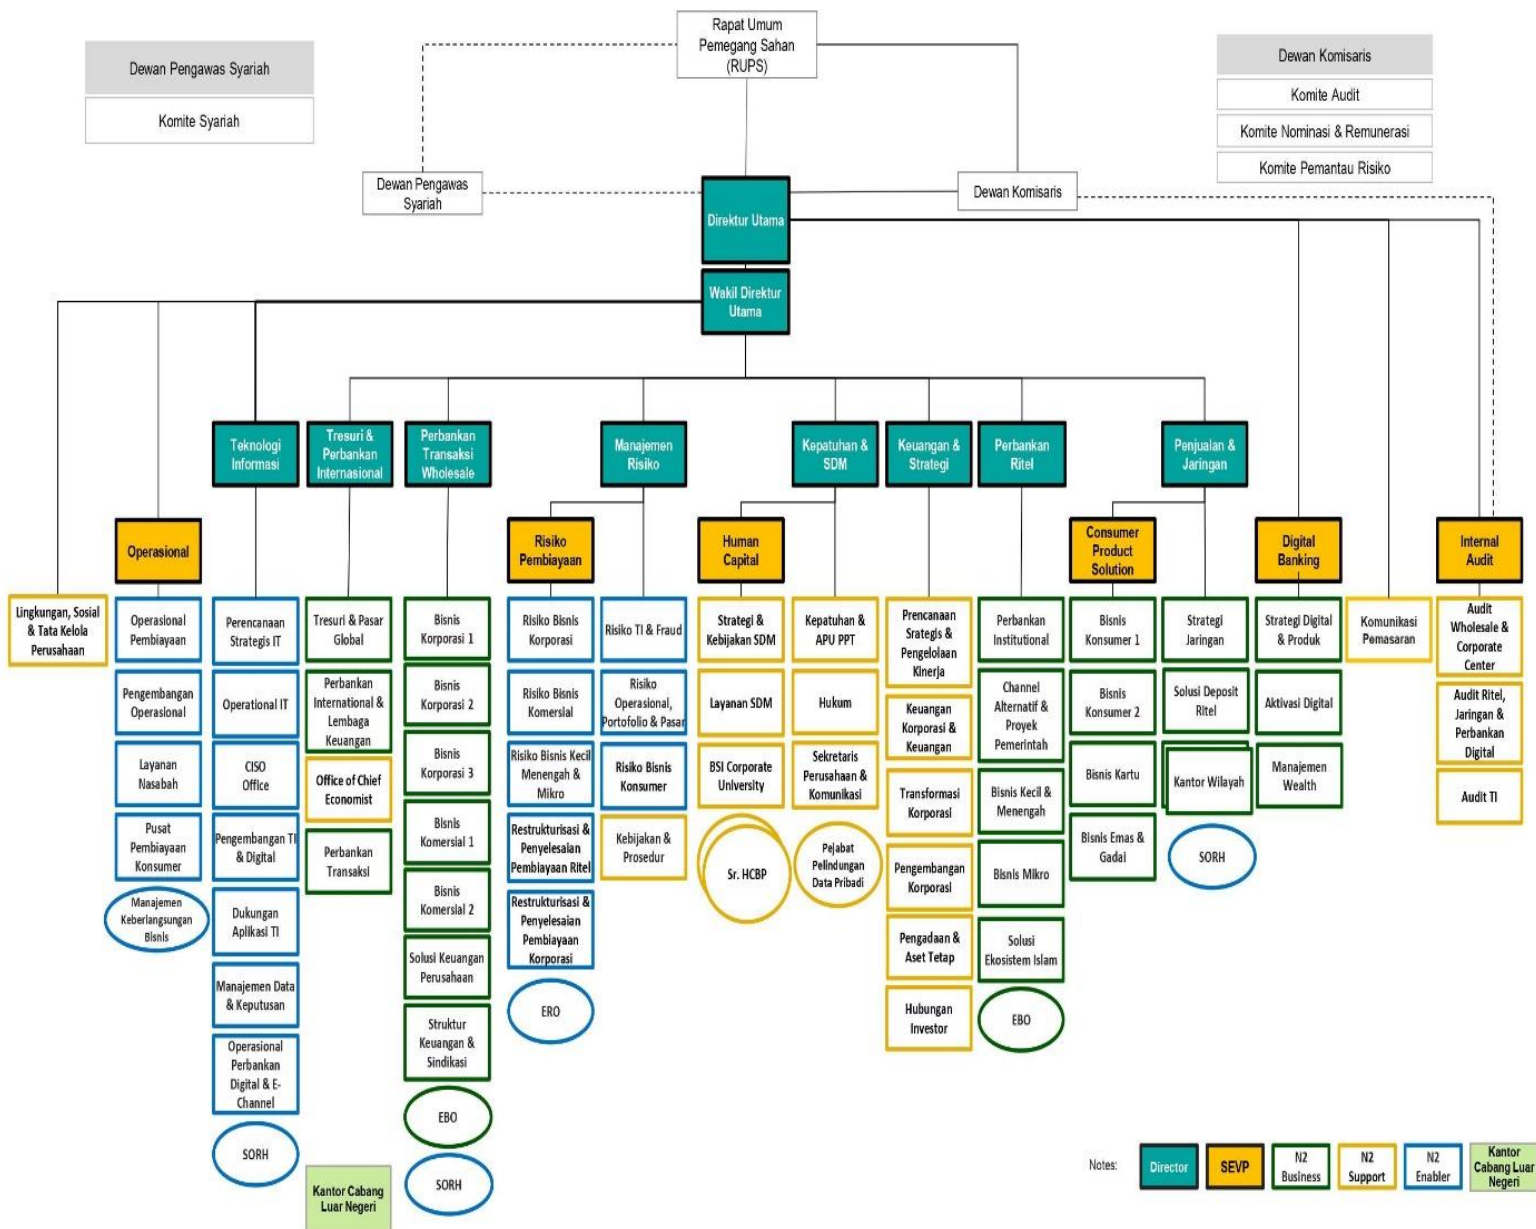 Rapat Umum
Pemegang Sahan
(RUPS)
Dewan Pengawas Syariah
Komite Syariah
Dewan Komisaris
Komite Audit
Komite Nominasi & Remunerasi
Komite Pemantau Risiko
Dewan Pengawas
Syariah
Dewan Komisaris
Direktur Utama
Wakil Direktur
Utama
Teknologi
Informasi
Tresuri &
Perbankan
Internasional
Perbankan
Transaksi
Wholesale
Manajemen
Risiko
Kepatuhan &
SDM
Keuangan &
Strategi
Perbankan
Ritel
Penjualan &
Jaringan
Operasional
Risiko
Pembiayaan
Human
Capital
Consumer
Product
Solution
Digital
Banking
Internal
Audit
Lingkungan, Sosial
& Tata Kelola
Perusahaan
Operasional
Pembiayaan
Pengembangan
Operasional
Layanan
Nasabah
Pusat
Pembiayaan
Konsumer
Manajemen
Keberlangsungan
Bisnis
Perencanaan
Strategis IT
Operational IT
CISO
Office
Pengembangan TI
& Digital
Dukungan
Aplikasi TI
Manajemen Data
& Keputusan
Operasional
Perbankan
Digital & E-
Channel
SORH
Tresuri & Pasar
Global
Perbankan
International &
Lembaga
Keuangan
Office of Chief
Economist
Perbankan
Transaksi
Kantor Cabang
Luar Negeri
Bisnis
Korporasi 1
Bisnis
Korporasi 2
Bisnis
Korporasi 3
Bisnis
Komersial 1
Bisnis
Komersial 2
Solusi Keuangan
Perusahaan
Struktur
Keuangan &
Sindikasi
EBO
SORH
Risiko Bisnis
Korporasi
Risiko Bisnis
Komersial
Risiko Bisnis Kecil
Menengah &
Mikro
Restrukturisasi &
Penyelesaian
Pembiayaan Ritel
Restrukturisasi &
Penyelesaian
Pembiayaan
Korporasi
ERO
Risiko TI & Fraud
Risiko
Operasional,
Portofolio & Pasar
Risiko Bisnis
Konsumer
Kebijakan &
Prosedur
Strategi &
Kebijakan SDM
Layanan SDM
BSI Corporate
University
Sr. HCBP
Kepatuhan &
APU PPT
Hukum
Sekretaris
Perusahaan &
Komunikasi
Pejabat
Pelindungan
Data Pribadi
Prencanaan
Srategis &
Pengelolaan
Kinerja
Keuangan
Korporasi &
Keuangan
Transformasi
Korporasi
Pengembangan
Korporasi
Pengadaan &
Aset Tetap
Hubungan
Investor
Perbankan
Institutional
Channel
Alternatif &
Proyek
Pemerintah
Bisnis Kecil &
Menengah
Bisnis Mikro
Solusi
Ekosistem Islam
EBO
Bisnis
Konsumer 1
Bisnis
Konsumer 2
Bisnis Kartu
Bisnis Emas &
Gadai
Strategi
Jaringan
Solusi Deposit
Ritel
Kantor Wilayah
SORH
Strategi Digital
& Produk
Aktivasi Digital
Manajemen
Wealth
Komunikasi
Pemasaran
Audit
Wholesale &
Corporate
Center
Audit Ritel,
Jaringan &
Perbankan
Digital
Audit TI
Notes:
Director
SEVP
N2
Business
N2
Support
N2
Enabler
Kantor
Cabang Luar
Negeri